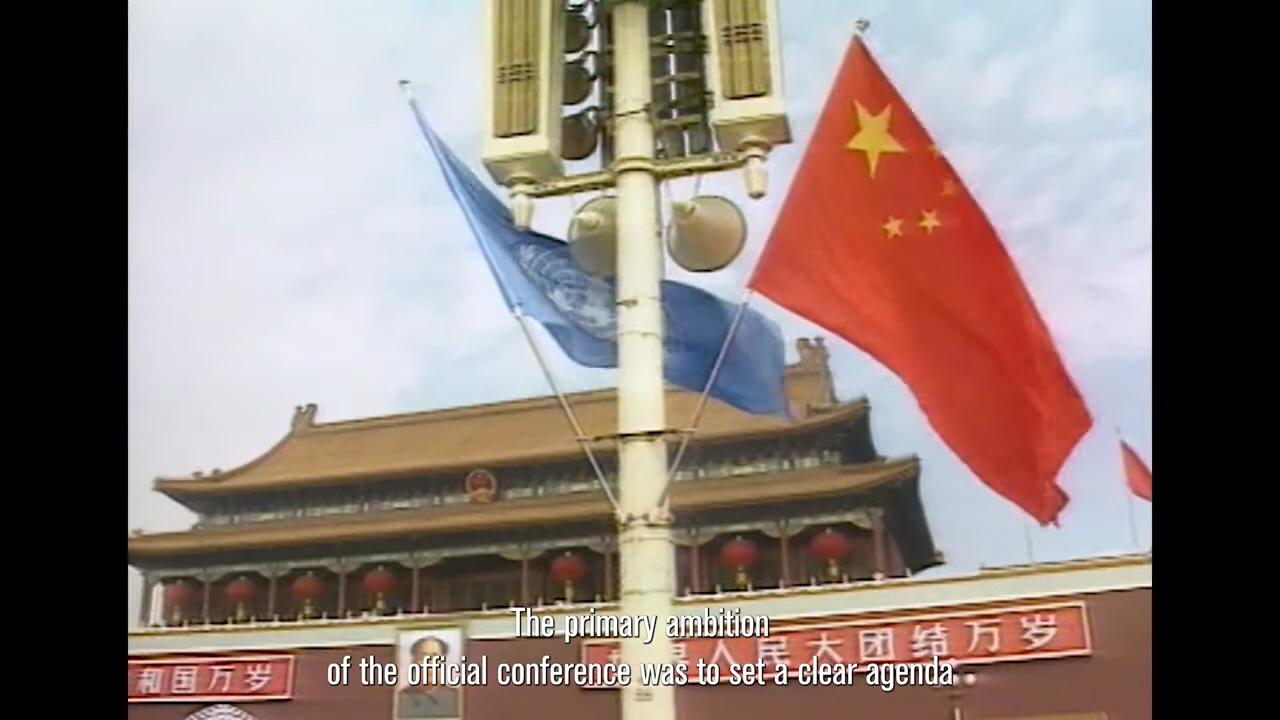 界人民大团结万岁
和国万岁
The primary ambition
of the official conference was to set a clear agenda